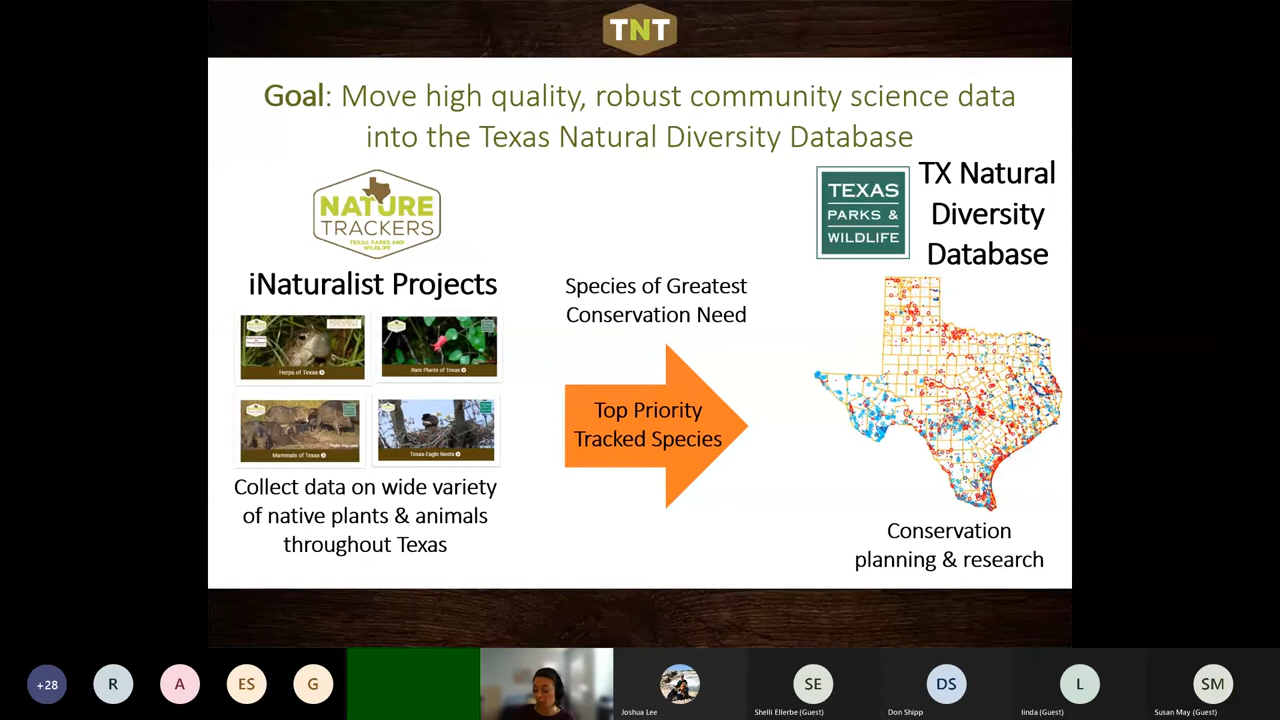 TNT
Goal: Move high quality, robust community science data
into the Texas Natural Diversity Database
NATURE
TRACKERS
TEXAS PARKS AND
WILDLIFE
iNaturalist Projects
Herps of Texas
Rare Plants of Texas
Mammals of Texas
Texas Eagle Nests
Collect data on wide variety
of native plants & animals
throughout Texas
Species of Greatest
Conservation Need
Top Priority
Tracked Species
TEXAS
PARKS &
WILDLIFE
TX Natural
Diversity
Database
Conservation
planning & research
+28
R
A
ES
G
Joshua Lee
SE
Shelli Ellerbe (Guest)
DS
Don Shipp
L
linda (Guest)
SM
Susan May (Guest)